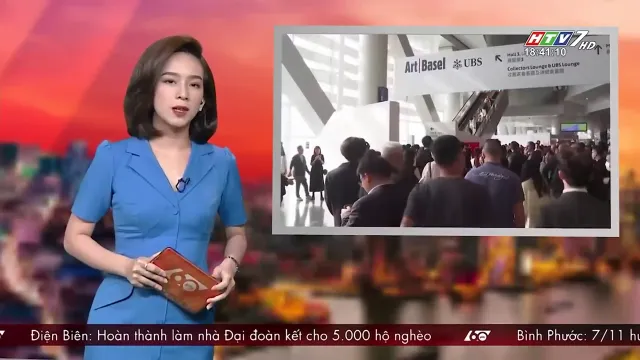 HTV7 HD
18:41:10
Art|Basel UBS
Collectors Lounge & UBS Lounge
Điện Biên: Hoàn thành làm nhà Đại đoàn kết cho 5.000 hộ nghèo
60
Bình Phước: 7/11 hu